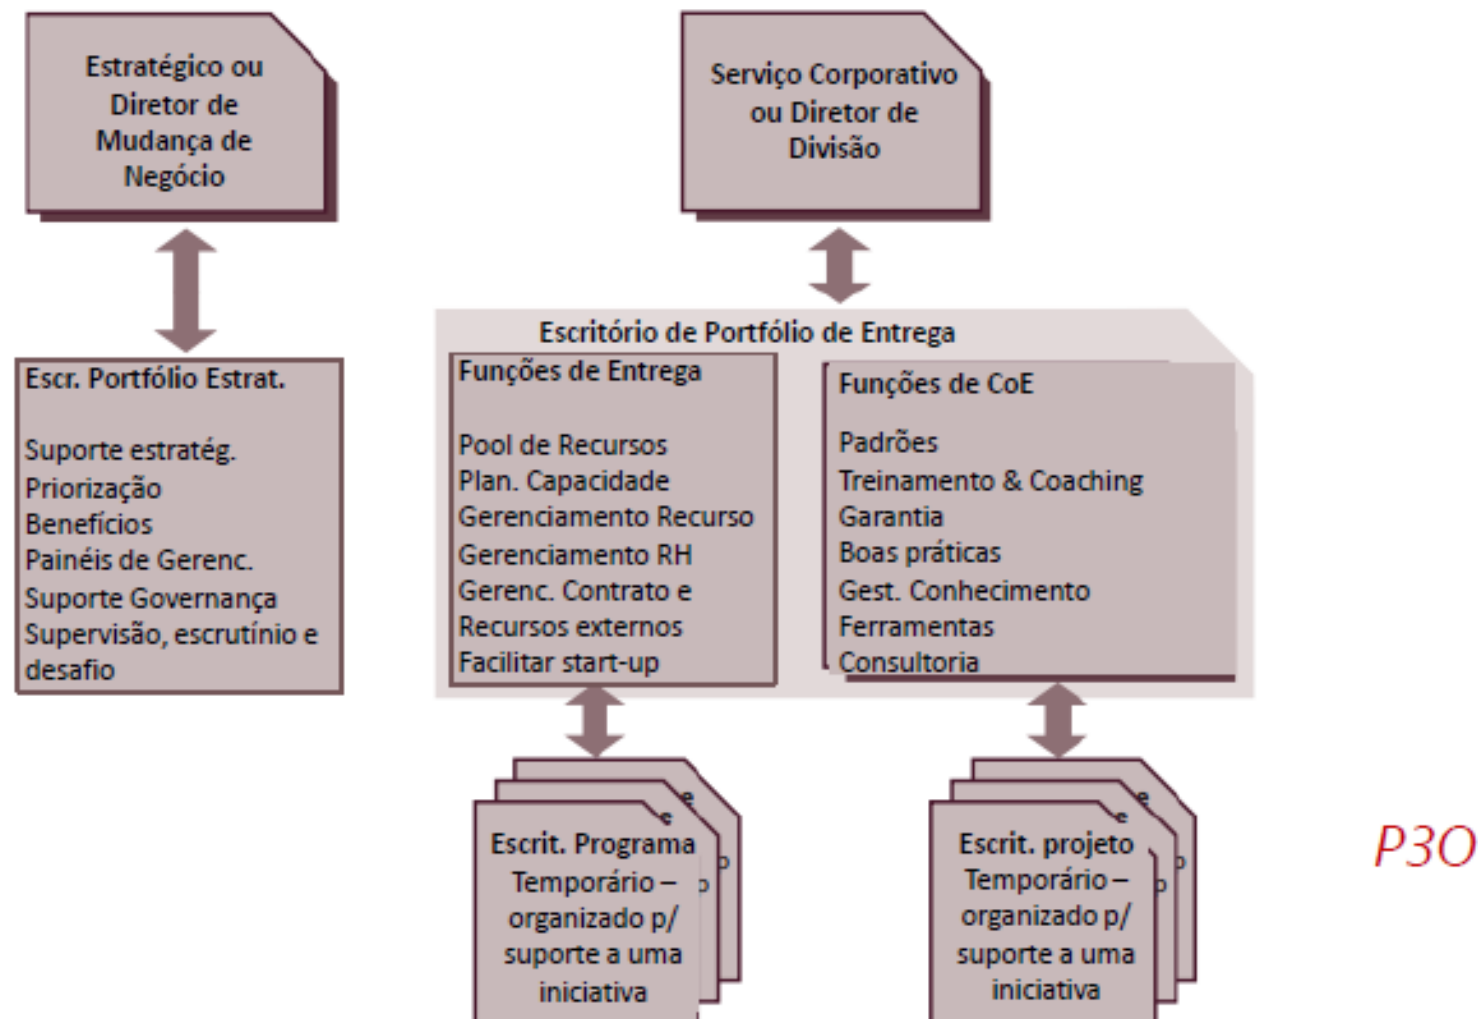 Estratégico ou
Diretor de
Mudança de
Negócio
Serviço Corporativo
ou Diretor de
Divisão
Escr. Portfólio Estrat.
Suporte estratég.
Priorização
Benefícios
Painéis de Gerenc.
Suporte Governança
Supervisão, escrutínio e
desafio
Escritório de Portfólio de Entrega
Funções de Entrega
Pool de Recursos
Plan. Capacidade
Gerenciamento Recurso
Gerenciamento RH
Gerenc. Contrato e
Recursos externos
Facilitar start-up
Funções de CoE
Padrões
Treinamento & Coaching
Garantia
Boas práticas
Gest. Conhecimento
Ferramentas
Consultoria
Escrit. Programa
Temporário –
organizado p/
suporte a uma
iniciativa
Escrit. projeto
Temporário –
organizado p/
suporte a uma
iniciativa
P3O